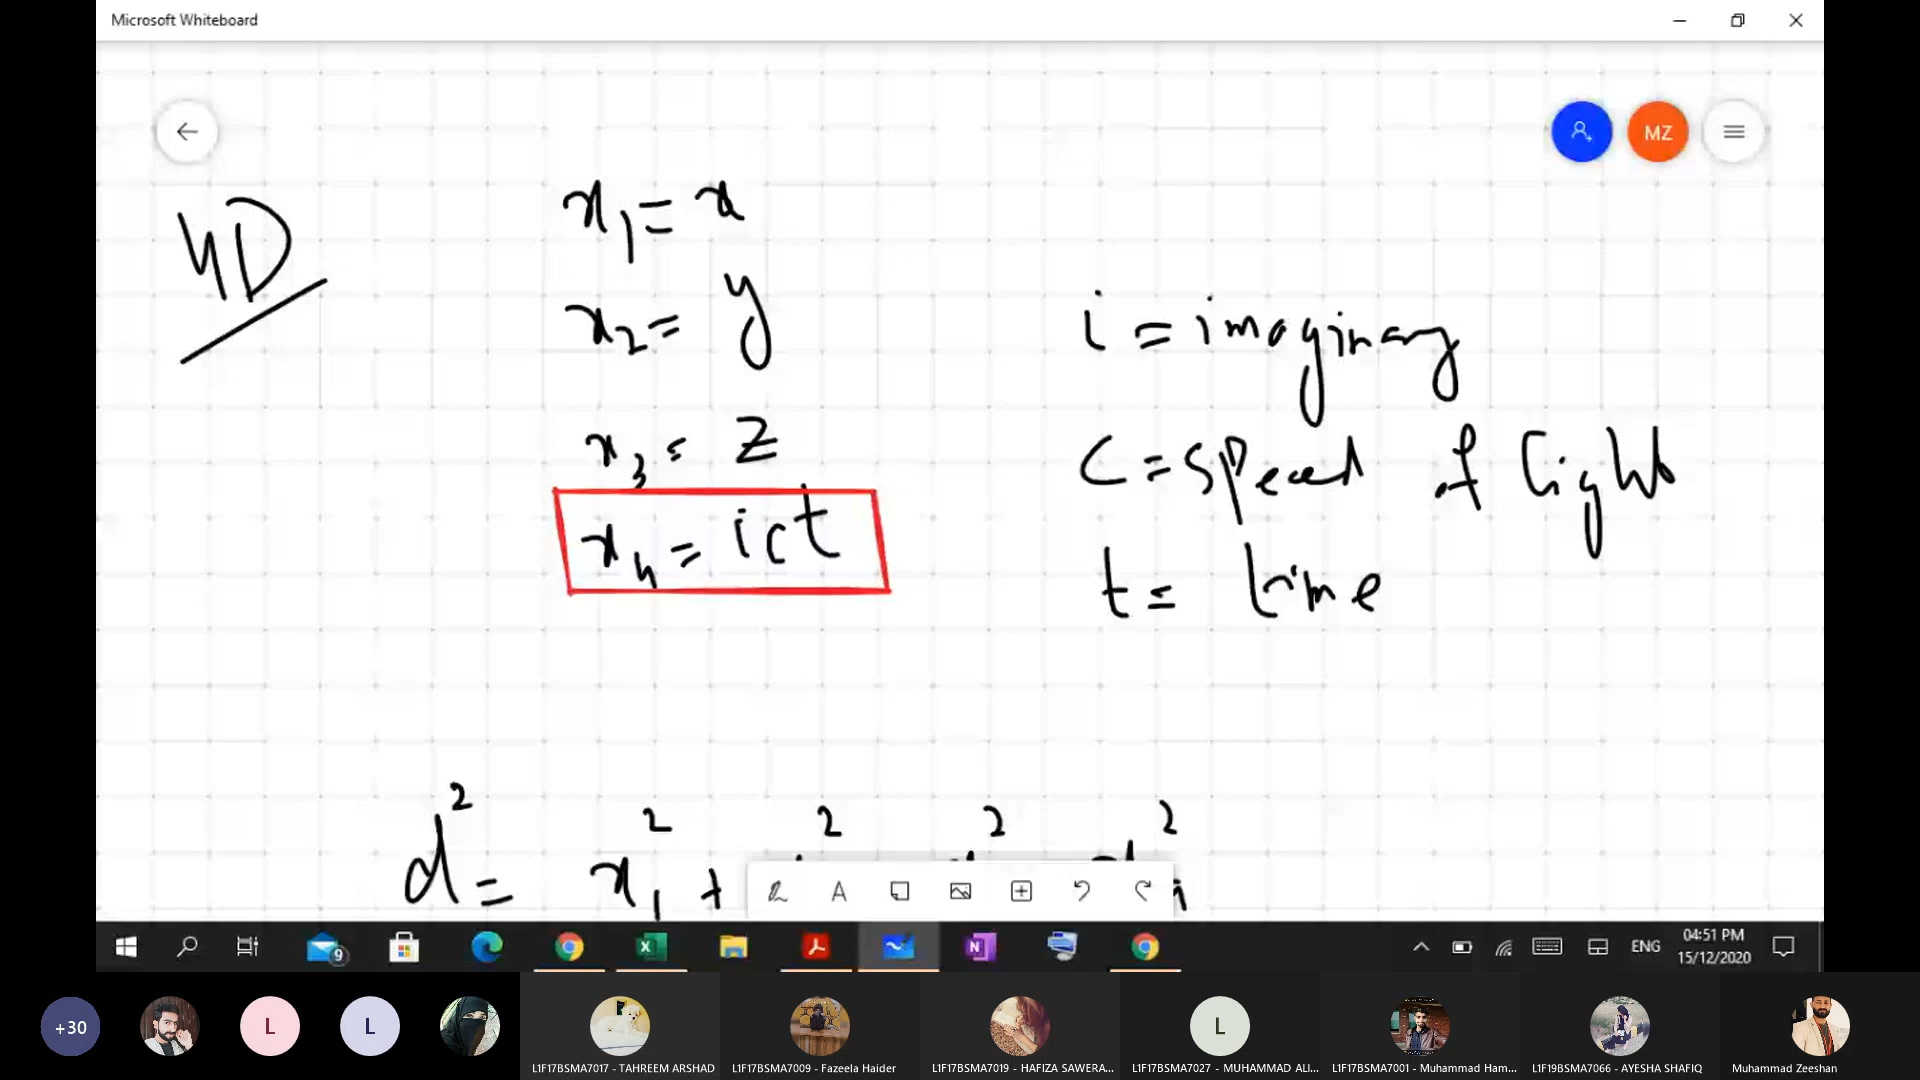 Microsoft Whiteboard
MZ
4D
x₁ = x
x₂ = y
x₃ = z
x₄ = ict
i = imaginary
c = speed of light
t = time
d² = x₁² +
A
9
ENG
04:51 PM
15/12/2020
+30
L
L
L
L1F17BSMA7017 - TAHREEM ARSHAD
L1F17BSMA7009 - Fazeela Haider
L1F17BSMA7019 - HAFIZA SAWERA...
L1F17BSMA7027 - MUHAMMAD ALI...
L1F17BSMA7001 - Muhammad Ham...
L1F19BSMA7066 - AYESHA SHAFIQ
Muhammad Zeeshan